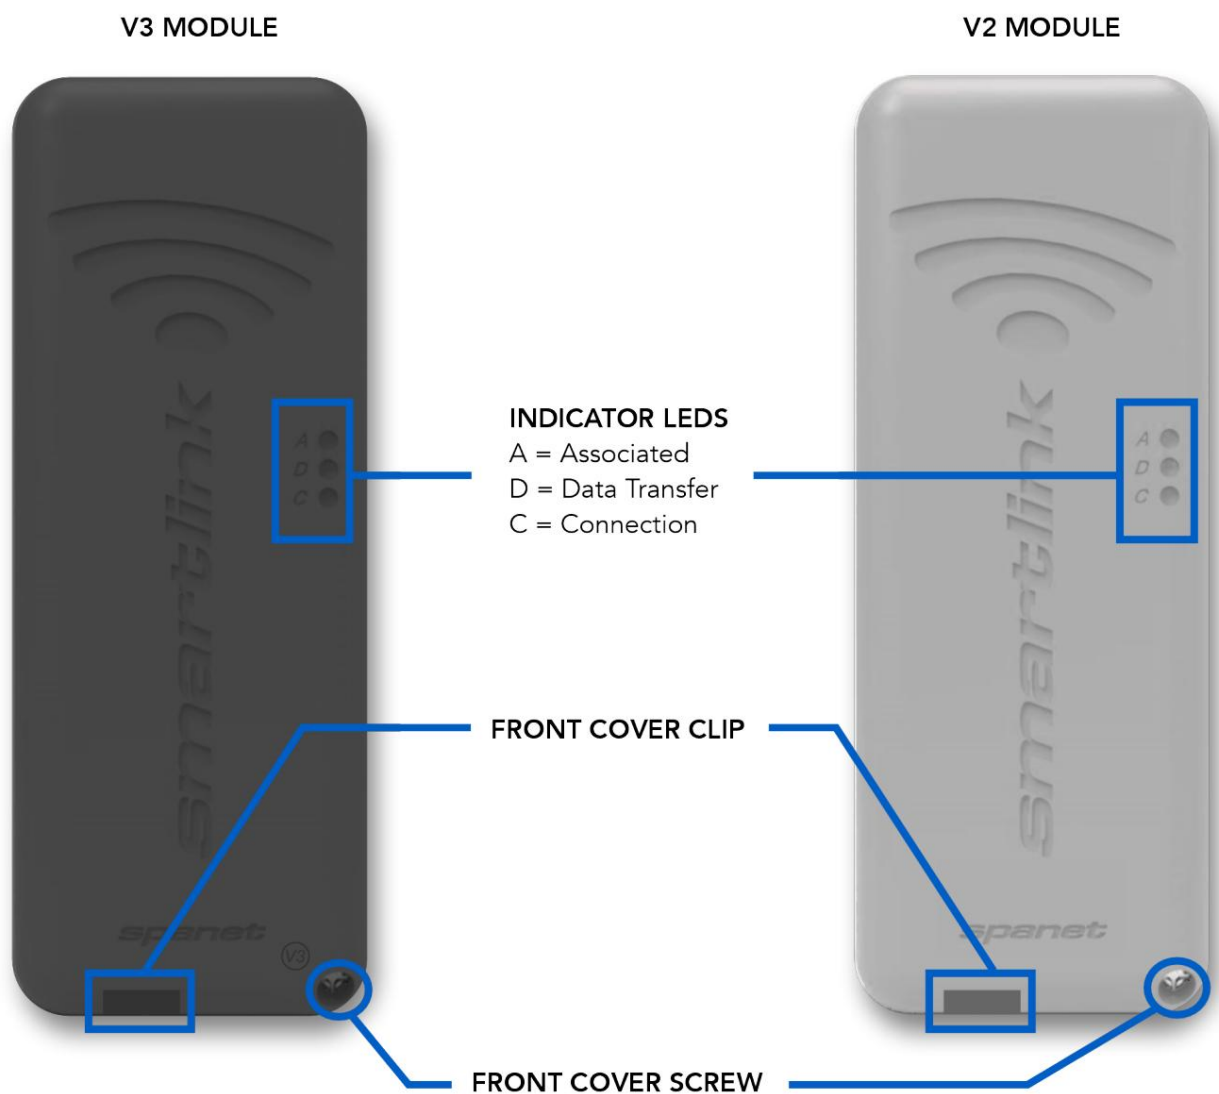 V3 MODULE
V2 MODULE
smartlink
smartlink
A
D
C
INDICATOR LEDS
A = Associated
D = Data Transfer
C = Connection
A
D
C
FRONT COVER CLIP
spanet
V3
spanet
FRONT COVER SCREW